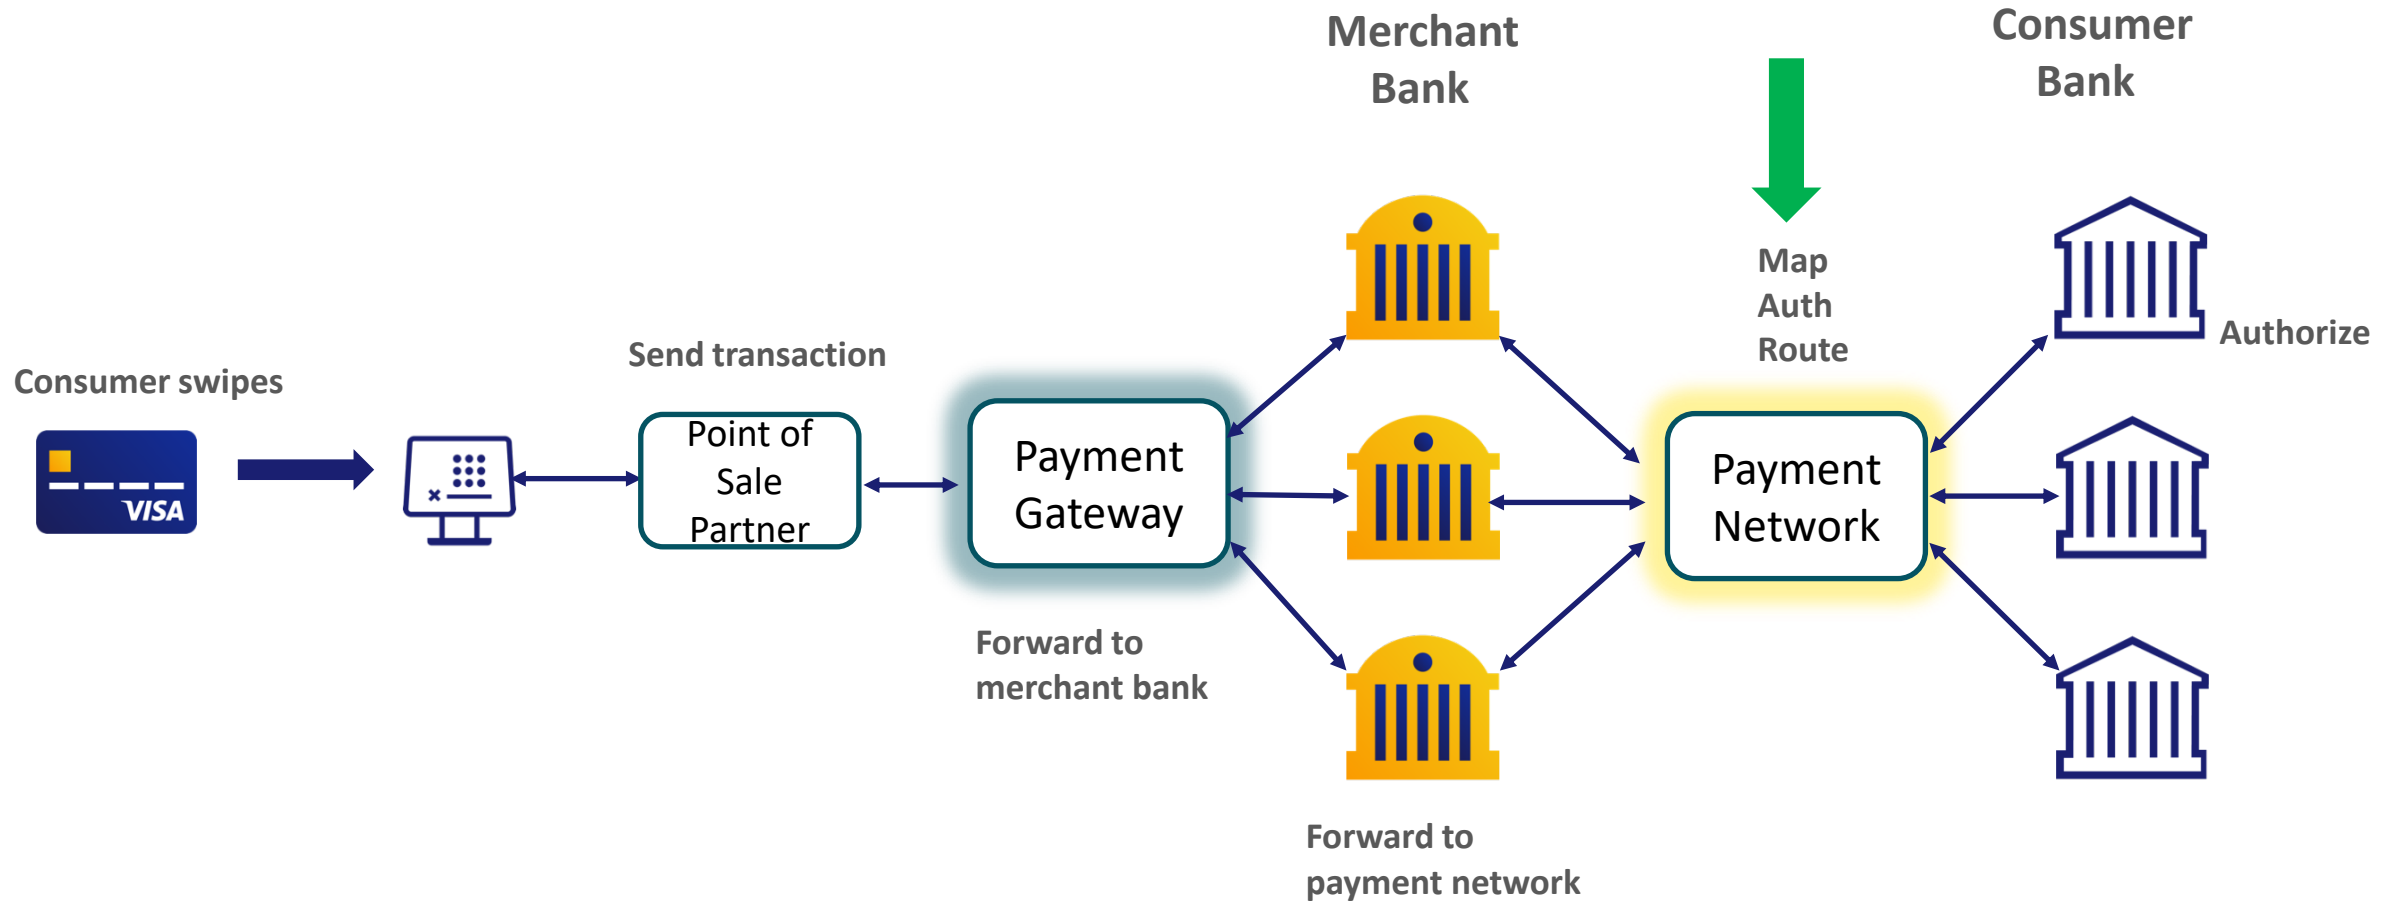 Merchant
Bank
Consumer
Bank
Map
Auth
Route
Authorize
Send transaction
Consumer swipes
VISA
Point of
Sale
Partner
Payment
Gateway
Payment
Network
Forward to
merchant bank
Forward to
payment network